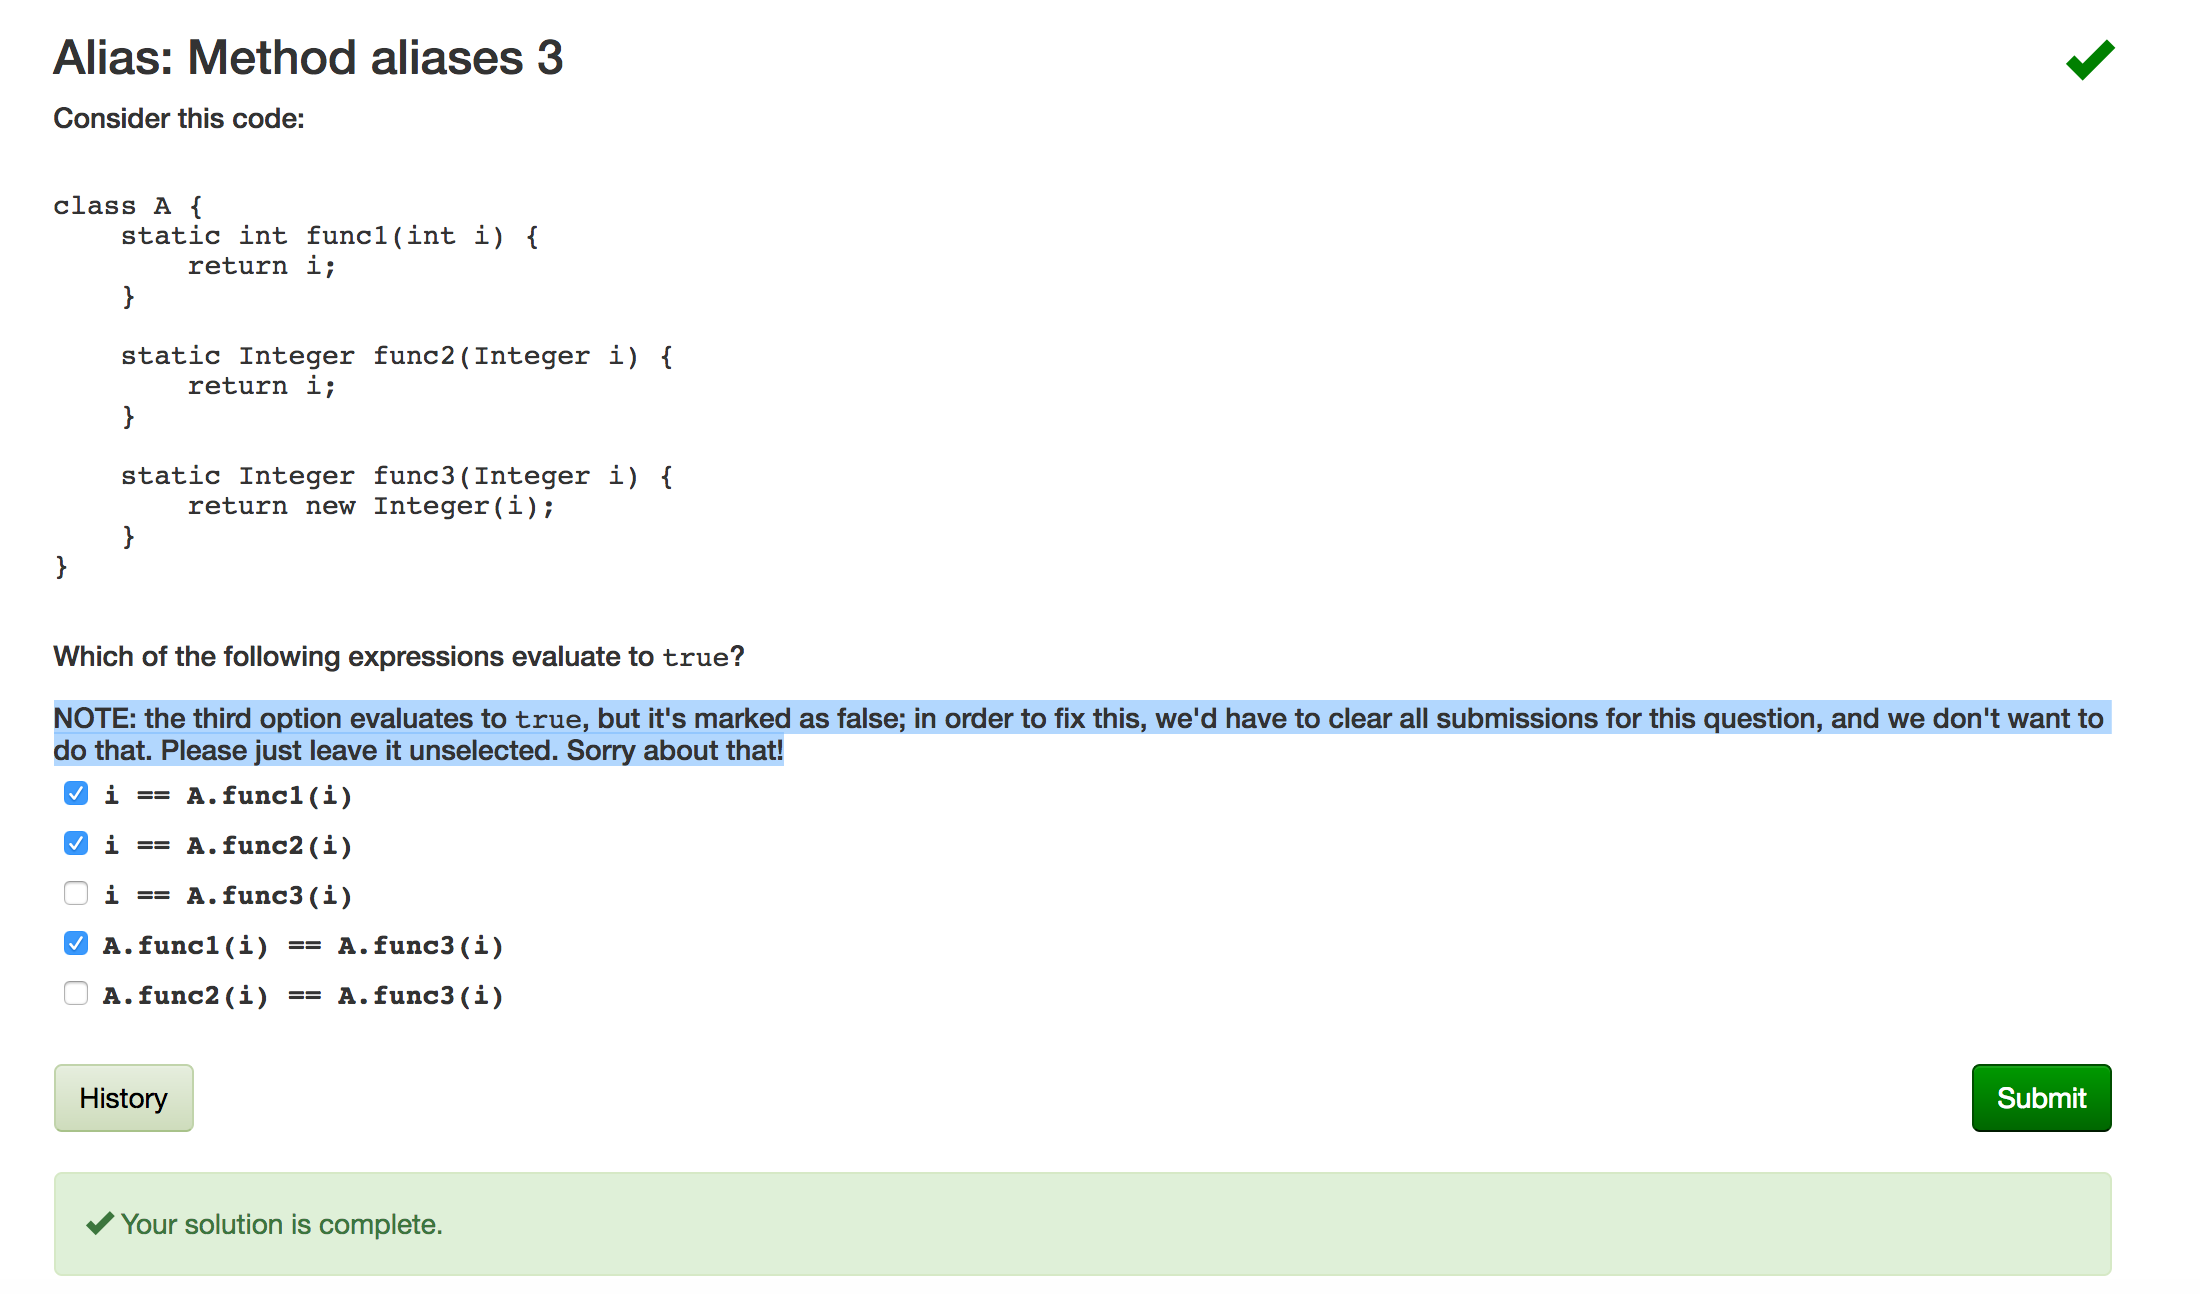 Alias: Method aliases 3
Consider this code:
class A {
    static int func1(int i) {
        return i;
    }
    static Integer func2(Integer i) {
        return i;
    }
    static Integer func3(Integer i) {
        return new Integer(i);
    }
}
Which of the following expressions evaluate to true?
NOTE: the third option evaluates to true, but it's marked as false; in order to fix this, we'd have to clear all submissions for this question, and we don't want to
do that. Please just leave it unselected. Sorry about that!
i == A.func1(i)
i == A.func2(i)
i == A.func3(i)
A.func1(i) == A.func3(i)
A.func2(i) == A.func3(i)
History
Submit
Your solution is complete.